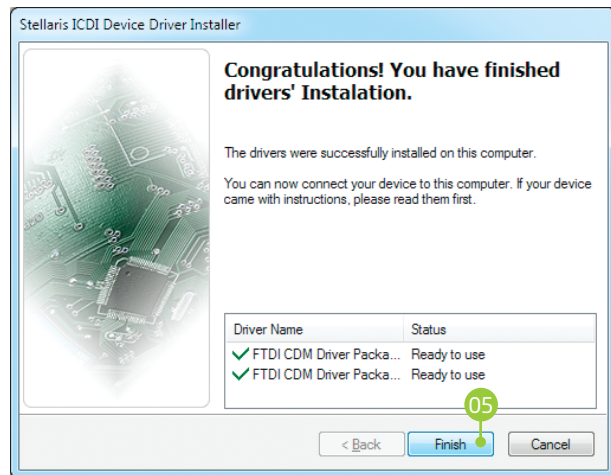 Stellaris ICDI Device Driver Installer
Congratulations! You have finished
drivers' Instalation.
The drivers were successfully installed on this computer.
You can now connect your device to this computer. If your device
came with instructions, please read them first.
Driver Name Status
FTDI CDM Driver Packa... Ready to use
FTDI CDM Driver Packa... Ready to use
05
< Back Finish Cancel